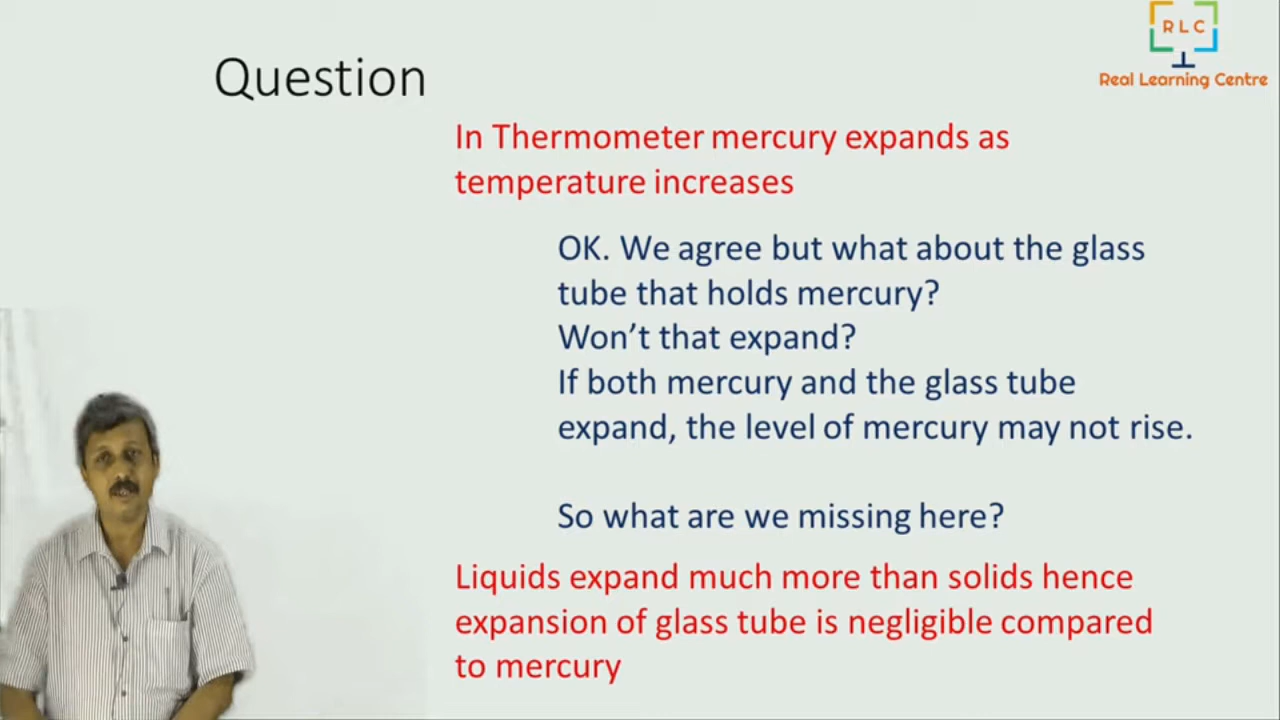 RLC
Real Learning Centre
Question
In Thermometer mercury expands as
temperature increases
OK. We agree but what about the glass
tube that holds mercury?
Won’t that expand?
If both mercury and the glass tube
expand, the level of mercury may not rise.
So what are we missing here?
Liquids expand much more than solids hence
expansion of glass tube is negligible compared
to mercury